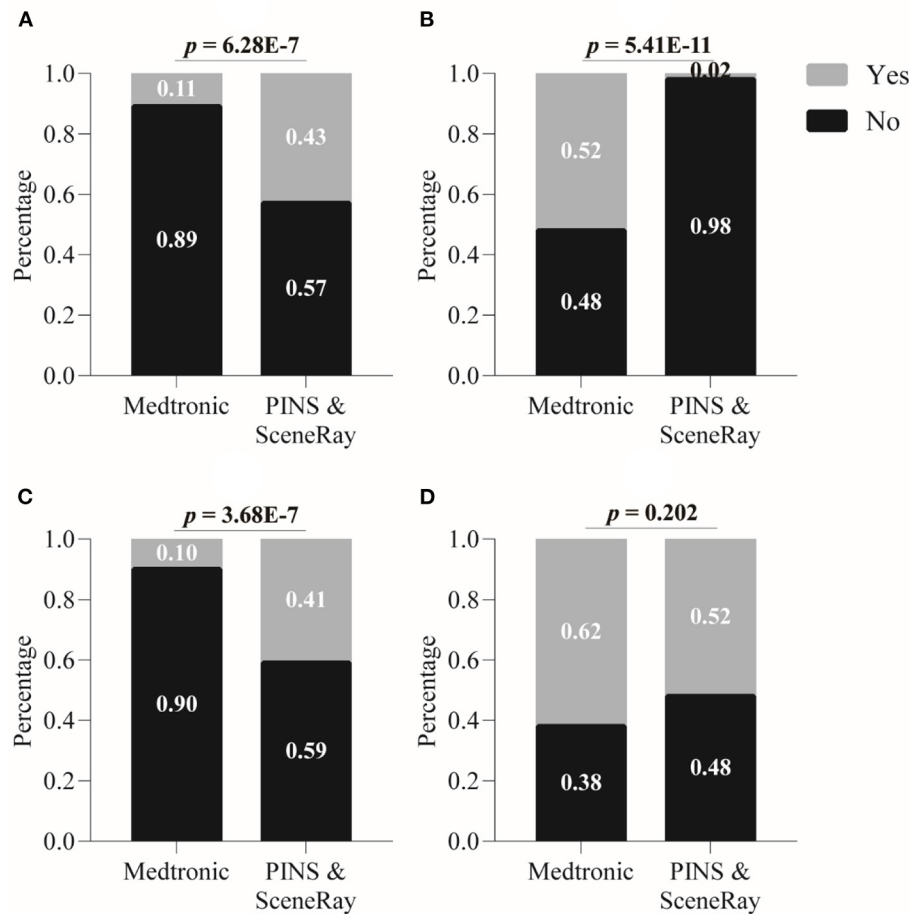 A
p = 6.28E-7
Percentage
1.0
0.8
0.6
0.4
0.2
0.0
0.11
0.89
0.43
0.57
Medtronic
PINS &
SceneRay
B
p = 5.41E-11
Percentage
1.0
0.8
0.6
0.4
0.2
0.0
0.52
0.48
0.02
0.98
Medtronic
PINS &
SceneRay
Yes
No
C
p = 3.68E-7
Percentage
1.0
0.8
0.6
0.4
0.2
0.0
0.10
0.90
0.41
0.59
Medtronic
PINS &
SceneRay
D
p = 0.202
Percentage
1.0
0.8
0.6
0.4
0.2
0.0
0.62
0.38
0.52
0.48
Medtronic
PINS &
SceneRay